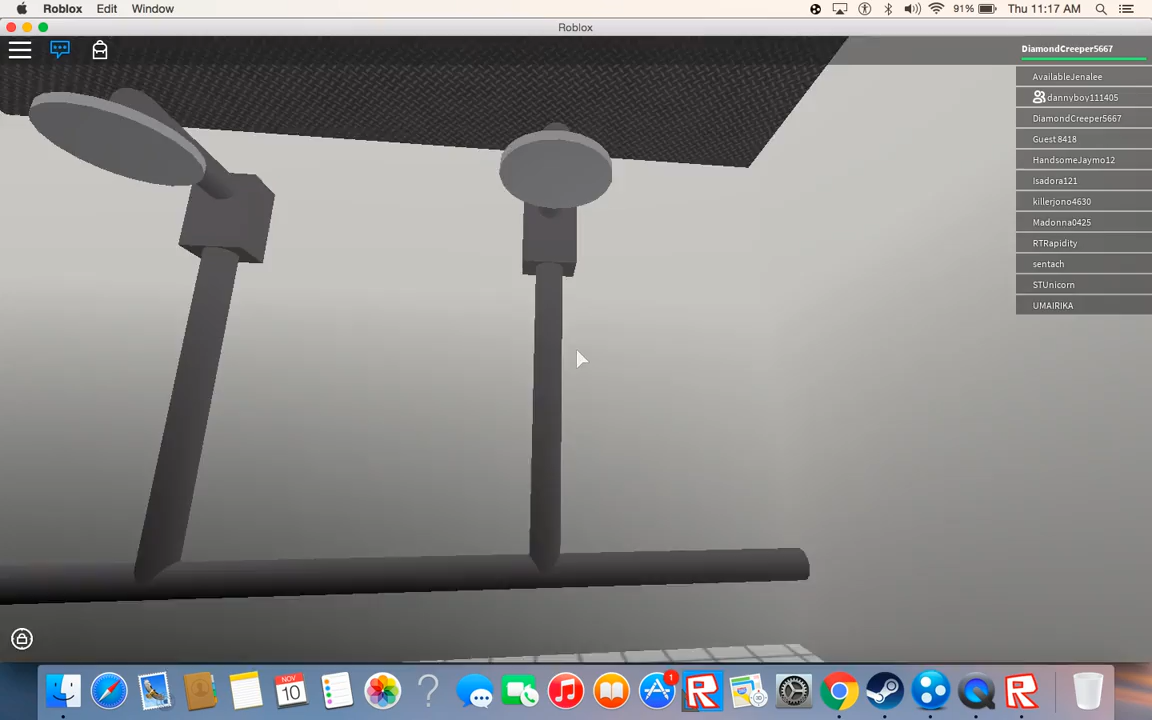 Roblox Edit Window 91% Thu 11:17 AM
Roblox
DiamondCreeper5667
AvailableJenalee
dannyboy111405
DiamondCreeper5667
Guest 8418
HandsomeJaymo12
Isadora121
killerjono4630
Madonna0425
RTRapidity
sentach
STUnicorn
UMAIRIKA
NOV
10
1